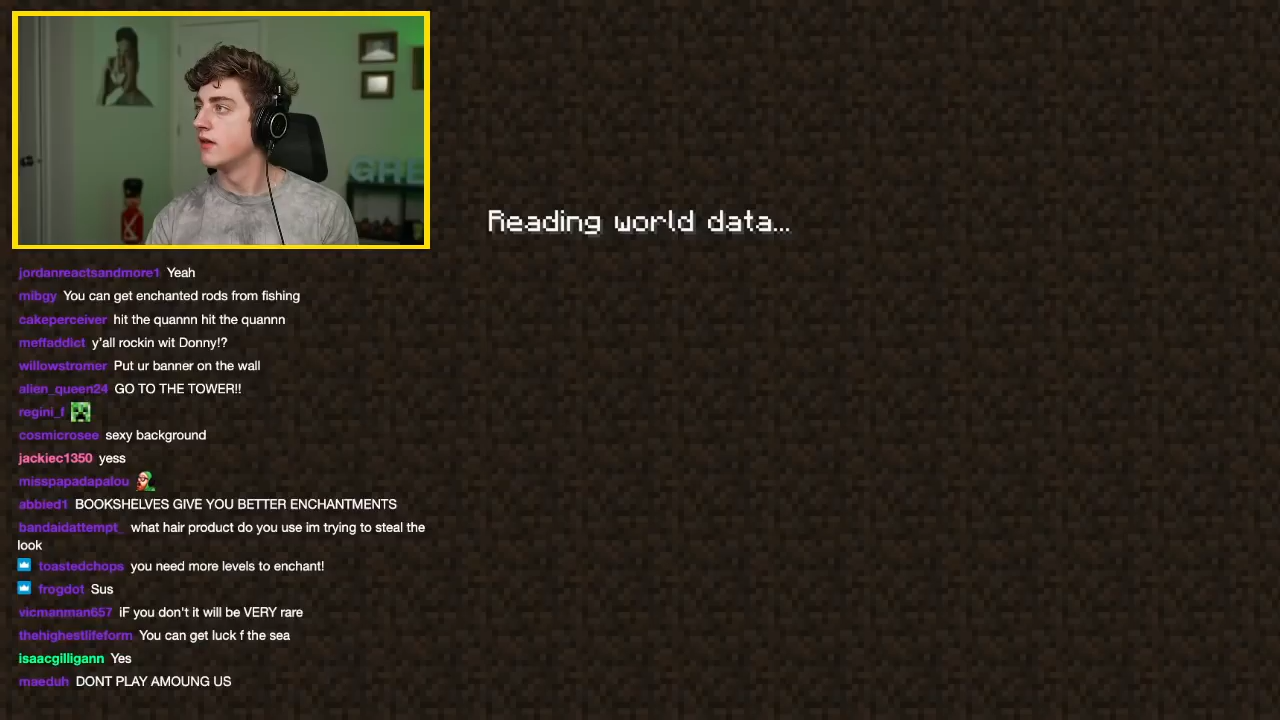 GRE
Reading world data...
jordanreactsandmore1 Yeah
mibgy You can get enchanted rods from fishing
cakeperceiver hit the quannn hit the quannn
meffaddict y'all rockin wit Donny!?
willowstromer Put ur banner on the wall
alien_queen24 GO TO THE TOWER!!
regini_f
cosmicrosee sexy background
jackiec1350 yess
misspapadapalou
abbied1 BOOKSHELVES GIVE YOU BETTER ENCHANTMENTS
bandaidattempt_ what hair product do you use im trying to steal the
look
toastedchops you need more levels to enchant!
frogdot Sus
vicmanman657 iF you don't it will be VERY rare
thehighestlifeform You can get luck f the sea
isaacgilligann Yes
maeduh DONT PLAY AMOUNG US